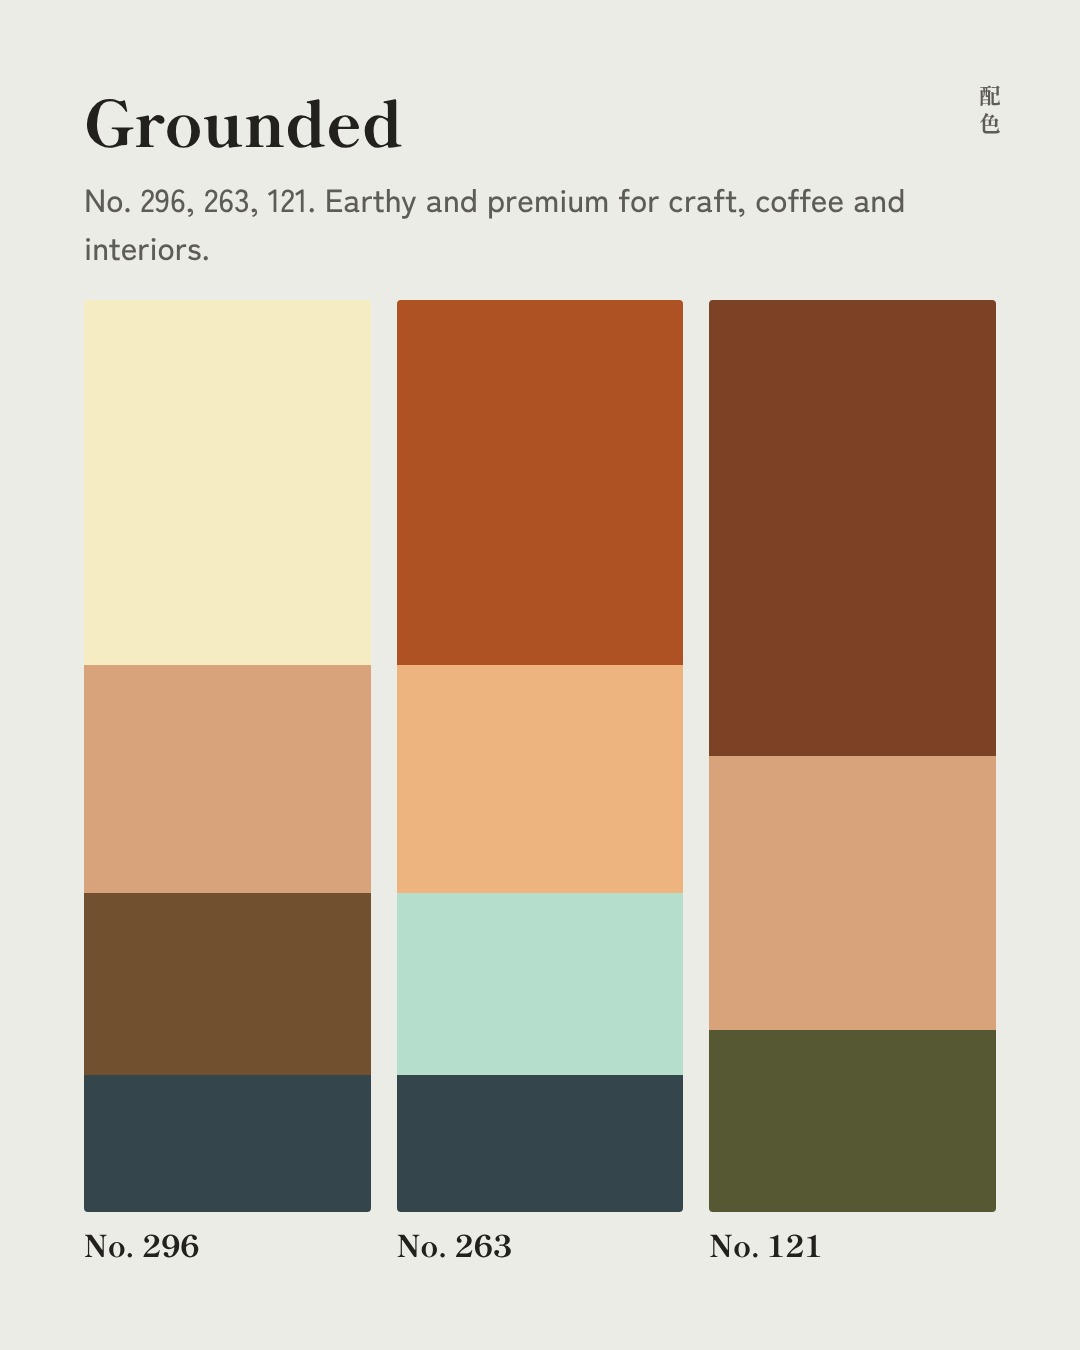 Grounded
配色
No. 296, 263, 121. Earthy and premium for craft, coffee and
interiors.
No. 296
No. 263
No. 121